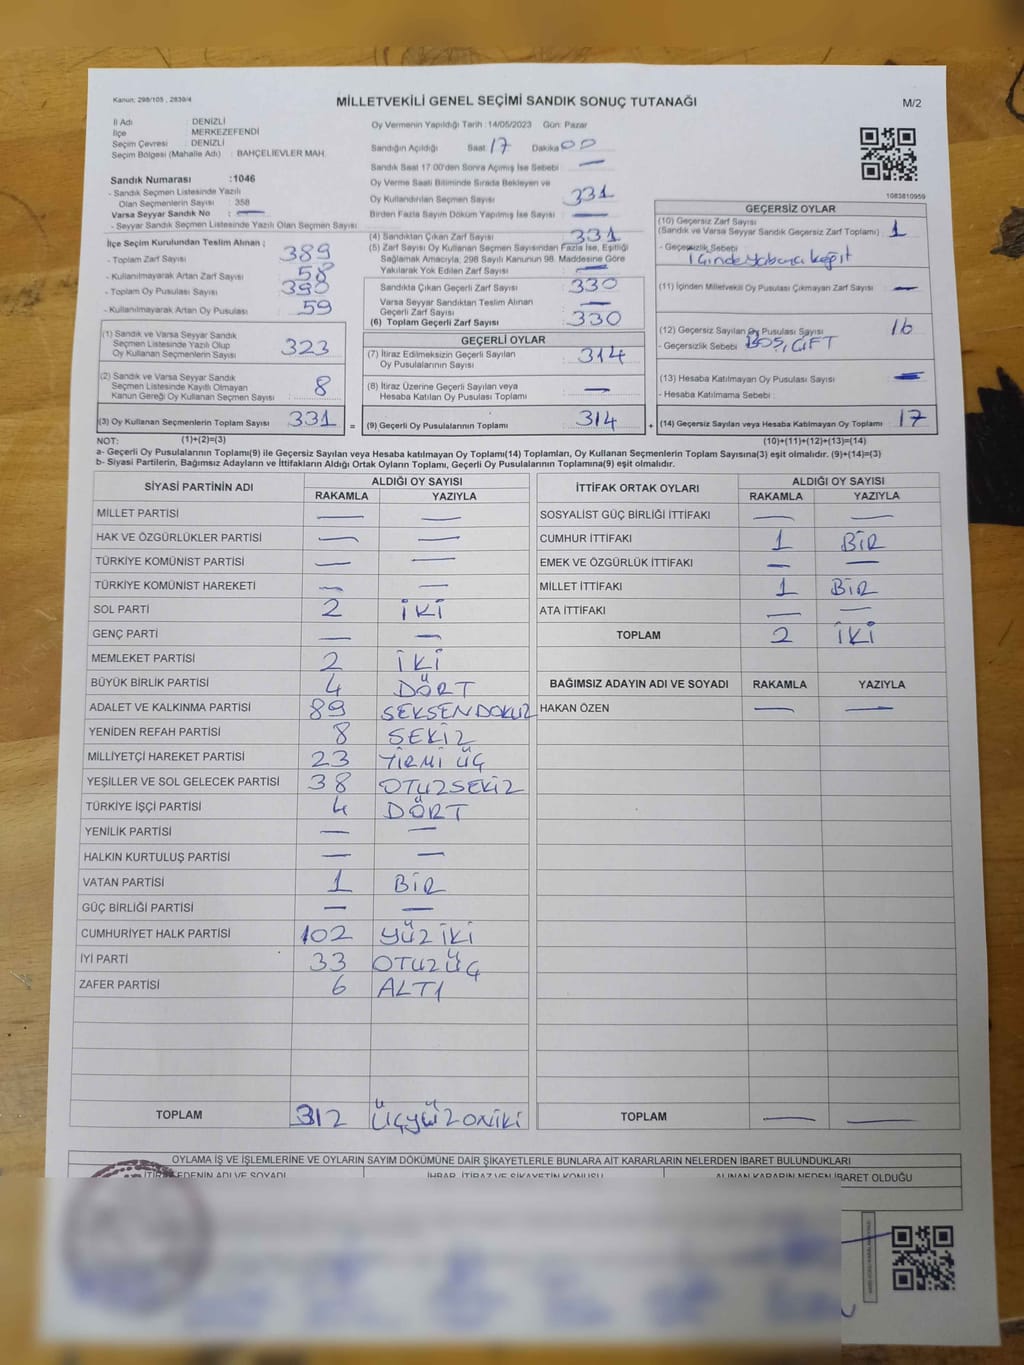 Kanun; 298/105 , 2839/4
MİLLETVEKİLİ GENEL SEÇİMİ SANDIK SONUÇ TUTANAĞI
M/2
İl Adı : DENİZLİ
İlçe : MERKEZEFENDİ
Seçim Çevresi : DENİZLİ
Seçim Bölgesi (Mahalle Adı) : BAHÇELİEVLER MAH.
Sandık Numarası :1046
- Sandık Seçmen Listesinde Yazılı
Olan Seçmenlerin Sayısı : 358
Varsa Seyyar Sandık No : —
- Seyyar Sandık Seçmen Listesinde Yazılı Olan Seçmen Sayısı :
İlçe Seçim Kurulundan Teslim Alınan ;
- Toplam Zarf Sayısı : 389
- Kullanılmayarak Artan Zarf Sayısı : 58
- Toplam Oy Pusulası Sayısı : 390
- Kullanılmayarak Artan Oy Pusulası : 59
(1) Sandık ve Varsa Seyyar Sandık
Seçmen Listesinde Yazılı Olup
Oy Kullanan Seçmenlerin Sayısı : 323
(2) Sandık ve Varsa Seyyar Sandık
Seçmen Listesinde Kayıtlı Olmayan
Kanun Gereği Oy Kullanan Seçmen Sayısı : 8
(3) Oy Kullanan Seçmenlerin Toplam Sayısı : 331
Oy Vermenin Yapıldığı Tarih :14/05/2023 Gün: Pazar
Sandığın Açıldığı Saat: 17 Dakika 00
Sandık Saat 17:00'den Sonra Açımış İse Sebebi : —
Oy Verme Saati Bitiminde Sırada Bekleyen ve
Oy Kullandırılan Seçmen Sayısı : 331
Birden Fazla Sayım Döküm Yapılmış İse Sayısı : —
(4) Sandıktan Çıkan Zarf Sayısı : 331
(5) Zarf Sayısı Oy Kullanan Seçmen Sayısından Fazla İse, Eşitliği
Sağlamak Amacıyla; 298 Sayılı Kanunun 98. Maddesine Göre
Yakılarak Yok Edilen Zarf Sayısı : —
Sandıkta Çıkan Geçerli Zarf Sayısı : 330
Varsa Seyyar Sandıktan Teslim Alınan
Geçerli Zarf Sayısı : —
(6) Toplam Geçerli Zarf Sayısı : 330
GEÇERLİ OYLAR
(7) İtiraz Edilmeksizin Geçerli Sayılan
Oy Pusulalarının Sayısı : 314
(8) İtiraz Üzerine Geçerli Sayılan veya
Hesaba Katılan Oy Pusulaları Toplamı : —
= (9) Geçerli Oy Pusulalarının Toplamı : 314
1083810959
GEÇERSİZ OYLAR
(10) Geçersiz Zarf Sayısı
(Sandık ve Varsa Seyyar Sandık Geçersiz Zarf Toplamı) : 1
- Geçersizlik Sebebi
İçinde Yabancı kağıt
(11) İçinden Milletvekili Oy Pusulası Çıkmayan Zarf Sayısı : —
(12) Geçersiz Sayılan Oy Pusulası Sayısı : 16
- Geçersizlik Sebebi BOŞ, ÇİFT
(13) Hesaba Katılmayan Oy Pusulası Sayısı : —
- Hesaba Katılmama Sebebi :
+ (14) Geçersiz Sayılan veya Hesaba Katılmayan Oy Toplamı : 17
NOT: (1)+(2)=(3) (10)+(11)+(12)+(13)=(14)
a- Geçerli Oy Pusulalarının Toplamı(9) ile Geçersiz Sayılan veya Hesaba katılmayan Oy Toplamı(14) Toplamları, Oy Kullanan Seçmenlerin Toplam Sayısına(3) eşit olmalıdır. (9)+(14)=(3)
b- Siyasi Partilerin, Bağımsız Adayların ve İttifakların Aldığı Ortak Oyların Toplamı, Geçerli Oy Pusulalarının Toplamına(9) eşit olmalıdır.
SİYASİ PARTİNİN ADI ALDIĞI OY SAYISI
RAKAMLA YAZIYLA
MİLLET PARTİSİ — —
HAK VE ÖZGÜRLÜKLER PARTİSİ — —
TÜRKİYE KOMÜNİST PARTİSİ — —
TÜRKİYE KOMÜNİST HAREKETİ — —
SOL PARTİ 2 İKİ
GENÇ PARTİ — —
MEMLEKET PARTİSİ 2 İKİ
BÜYÜK BİRLİK PARTİSİ 4 DÖRT
ADALET VE KALKINMA PARTİSİ 89 SEKSENDOKUZ
YENİDEN REFAH PARTİSİ 8 SEKİZ
MİLLİYETÇİ HAREKET PARTİSİ 23 YİRMİ ÜÇ
YEŞİLLER VE SOL GELECEK PARTİSİ 38 OTUZSEKİZ
TÜRKİYE İŞÇİ PARTİSİ 4 DÖRT
YENİLİK PARTİSİ — —
HALKIN KURTULUŞ PARTİSİ — —
VATAN PARTİSİ 1 BİR
GÜÇ BİRLİĞİ PARTİSİ — —
CUMHURİYET HALK PARTİSİ 102 YÜZ İKİ
İYİ PARTİ 33 OTUZÜÇ
ZAFER PARTİSİ 6 ALTI
TOPLAM 312 ÜÇYÜZONİKİ
İTTİFAK ORTAK OYLARI ALDIĞI OY SAYISI
RAKAMLA YAZIYLA
SOSYALİST GÜÇ BİRLİĞİ İTTİFAKI — —
CUMHUR İTTİFAKI 1 BİR
EMEK VE ÖZGÜRLÜK İTTİFAKI — —
MİLLET İTTİFAKI 1 BİR
ATA İTTİFAKI — —
TOPLAM 2 İKİ
BAĞIMSIZ ADAYIN ADI VE SOYADI RAKAMLA YAZIYLA
HAKAN ÖZEN — —
TOPLAM — —
OYLAMA İŞ VE İŞLEMLERİNE VE OYLARIN SAYIM DÖKÜMÜNE DAİR ŞİKAYETLERLE BUNLARA AİT KARARLARIN NELERDEN İBARET BULUNDUKLARI
İTİRAZ EDENİN ADI VE SOYADI İHBAR, İTİRAZ VE ŞİKAYETİN KONUSU ALINAN KARARIN NEDEN İBARET OLDUĞU